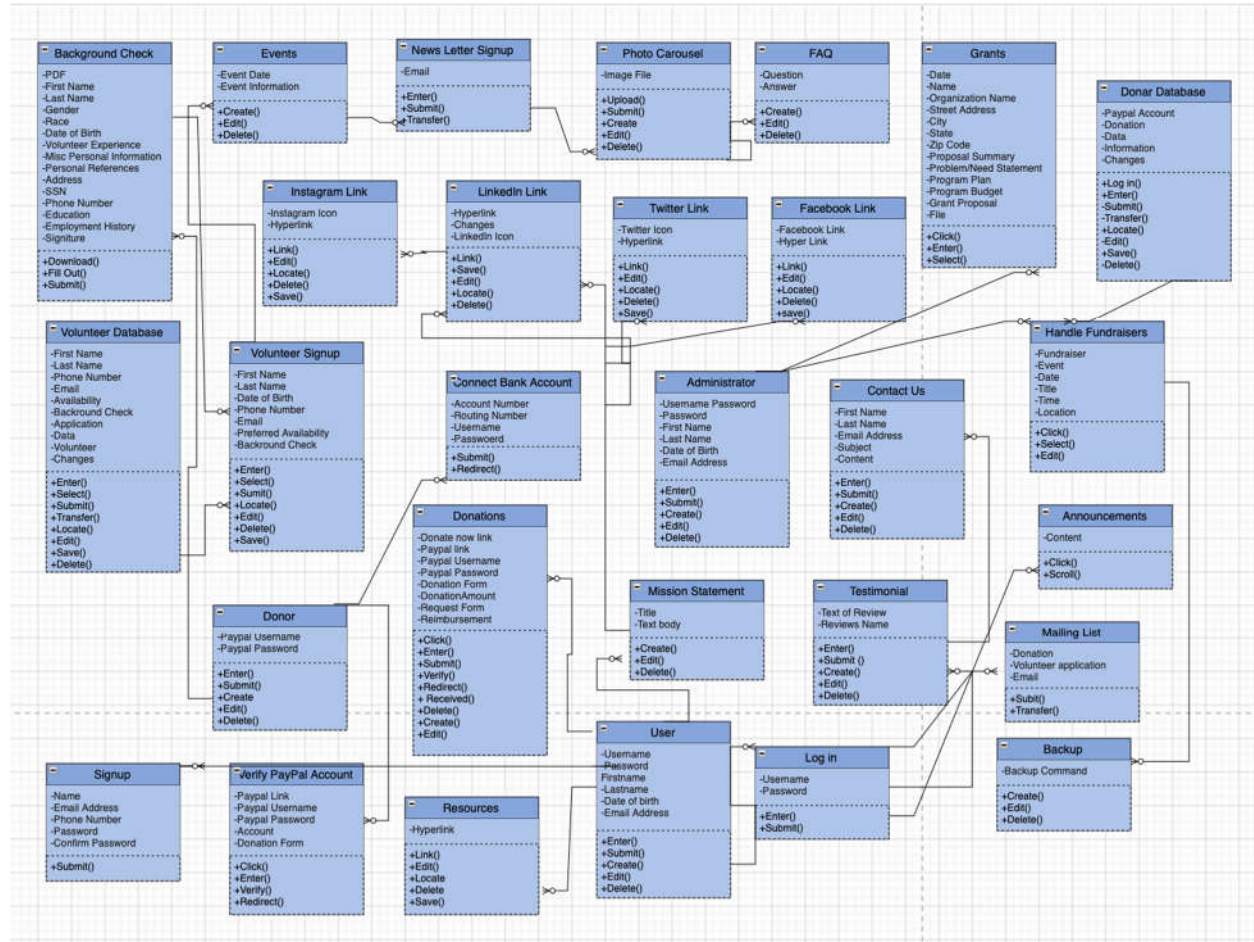 Background Check
-PDF
-First Name
-Last Name
-Gender
-Race
-Date of Birth
-Volunteer Experience
-Misc Personal Information
-Personal References
-Address
-SSN
-Phone Number
-Education
-Employment History
-Signiture
+Download()
+Fill Out()
+Submit()
Events
-Event Date
-Event Information
+Create()
+Edit()
+Delete()
News Letter Signup
-Email
+Enter()
+Submit()
+Transfer()
Photo Carousel
-Image File
+Upload()
+Submit()
+Create
+Edit()
+Delete()
FAQ
-Question
-Answer
+Create()
+Edit()
+Delete()
Grants
-Date
-Name
-Organization Name
-Street Address
-City
-State
-Zip Code
-Proposal Summary
-Problem/Need Statement
-Program Plan
-Program Budget
-Grant Proposal
-File
+Click()
+Enter()
+Select()
Donar Database
-Paypal Account
-Donation
-Data
-Information
-Changes
+Log in()
+Enter()
-Submit()
-Transfer()
+Locate()
-Edit()
+Save()
-Delete()
Instagram Link
-Instagram Icon
-Hyperlink
+Link()
+Edit()
+Locate()
+Delete()
+Save()
LinkedIn Link
-Hyperlink
-Changes
-LinkedIn Icon
+Link()
+Save()
+Edit()
+Locate()
+Delete()
Twitter Link
-Twitter Icon
-Hyperlink
+Link()
+Edit()
+Locate()
+Delete()
+Save()
Facebook Link
-Facebook Link
-Hyper Link
+Link()
+Edit()
+Locate()
+Delete()
+save()
Volunteer Database
-First Name
-Last Name
-Phone Number
-Email
-Availability
-Backround Check
-Application
-Data
-Volunteer
-Changes
+Enter()
+Select()
+Submit()
+Transfer()
+Locate()
+Edit()
+Save()
+Delete()
Volunteer Signup
-First Name
-Last Name
-Date of Birth
-Phone Number
-Email
-Preferred Availability
-Backround Check
+Enter()
+Select()
+Sumit()
+Locate()
+Edit()
+Delete()
+Save()
Connect Bank Account
-Account Number
-Routing Number
-Username
-Passwoerd
+Submit()
+Redirect()
Administrator
-Username Password
-Password
-First Name
-Last Name
-Date of Birth
-Email Address
+Enter()
+Submit()
+Create()
+Edit()
+Delete()
Contact Us
-First Name
-Last Name
-Email Address
-Subject
-Content
+Enter()
+Submit()
+Create()
+Edit()
+Delete()
Handle Fundraisers
-Fundraiser
-Event
-Date
-Title
-Time
-Location
+Click()
+Select()
+Edit()
Announcements
-Content
+Click()
+Scroll()
Donor
-Paypal Username
-Paypal Password
+Enter()
+Submit()
+Create
+Edit()
+Delete()
Donations
-Donate now link
-Paypal link
-Paypal Username
-Paypal Password
-Donation Form
-DonationAmount
-Request Form
-Reimbursement
+Click()
+Enter()
+Submit()
+Verify()
+Redirect()
+ Received()
+Delete()
+Create()
+Edit()
Mission Statement
-Title
-Text body
+Create()
+Edit()
+Delete()
Testimonial
-Text of Review
-Reviews Name
+Enter()
+Submit ()
+Create()
+Edit()
+Delete()
Mailing List
-Donation
-Volunteer application
-Email
+Subit()
+Transfer()
Signup
-Name
-Email Address
-Phone Number
-Password
-Confirm Password
+Submit()
Verify PayPal Account
-Paypal Link
-Paypal Username
-Paypal Password
-Account
-Donation Form
+Click()
+Enter()
+Verify()
+Redirect()
Resources
-Hyperlink
+Link()
+Edit()
+Locate
+Delete
+Save()
User
-Username
-Password
Firstname
-Lastname
-Date of birth
-Email Address
+Enter()
+Submit()
+Create()
+Edit()
+Delete()
Log in
-Username
-Password
+Enter()
+Submit()
Backup
-Backup Command
+Create()
+Edit()
+Delete()